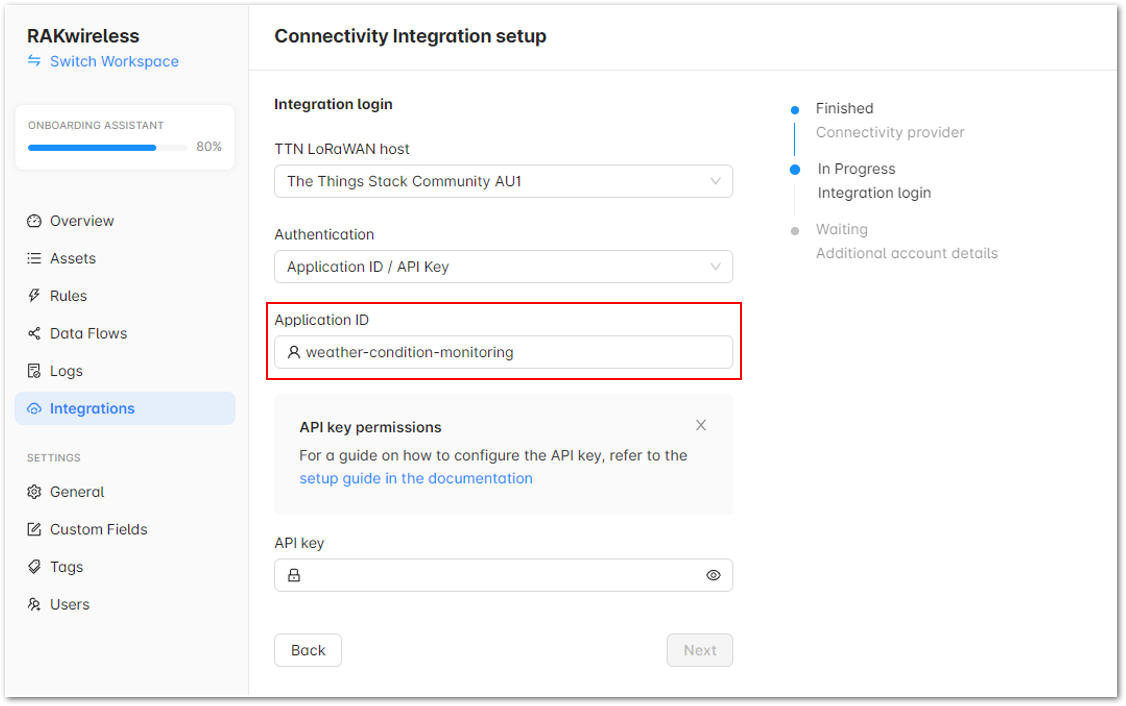 RAKwireless
Switch Workspace
ONBOARDING ASSISTANT
80%
Overview
Assets
Rules
Data Flows
Logs
Integrations
SETTINGS
General
Custom Fields
Tags
Users
Connectivity Integration setup
Integration login
TTN LoRaWAN host
The Things Stack Community AU1
Authentication
Application ID / API Key
Application ID
weather-condition-monitoring
API key permissions
For a guide on how to configure the API key, refer to the
setup guide in the documentation
API key
Back
Next
Finished
Connectivity provider
In Progress
Integration login
Waiting
Additional account details